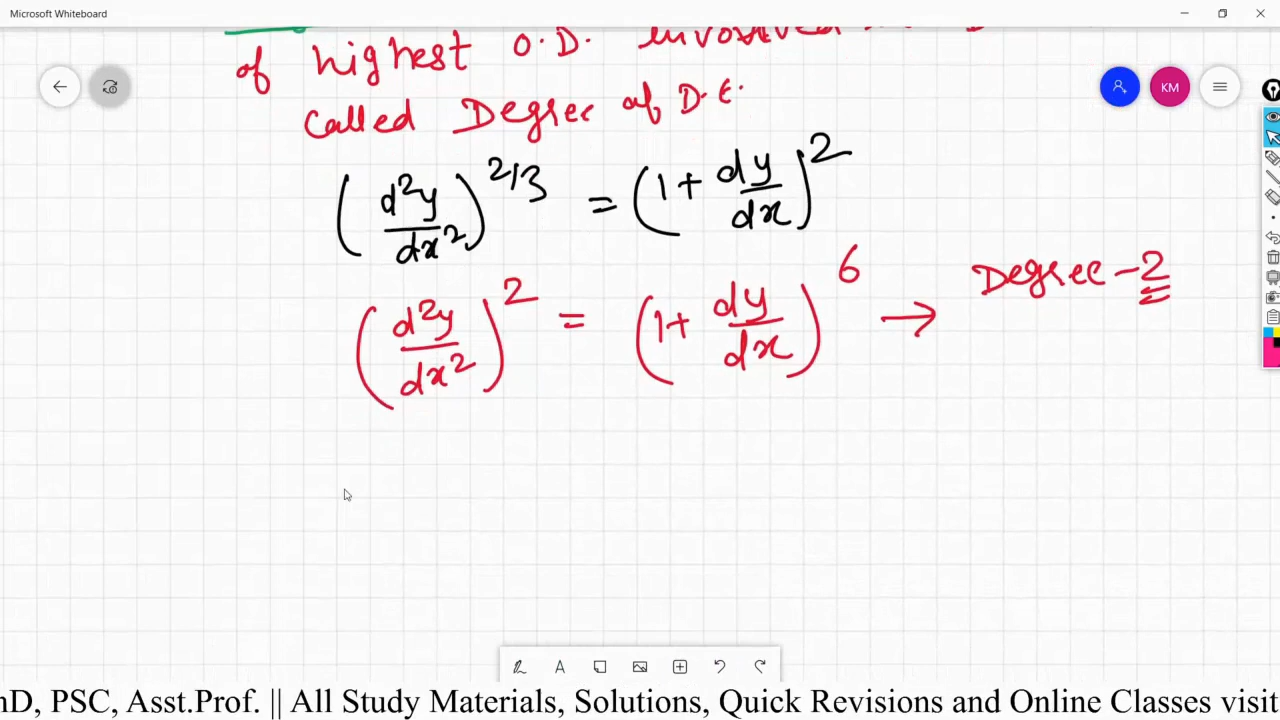 Microsoft Whiteboard
of highest O.D. involved
called Degree of D.E.
KM
(d²y/dx²)^2/3 = (1 + dy/dx)^2
(d²y/dx²)^2 = (1 + dy/dx)^6 → Degree - 2
nD, PSC, Asst.Prof. || All Study Materials, Solutions, Quick Revisions and Online Classes visit